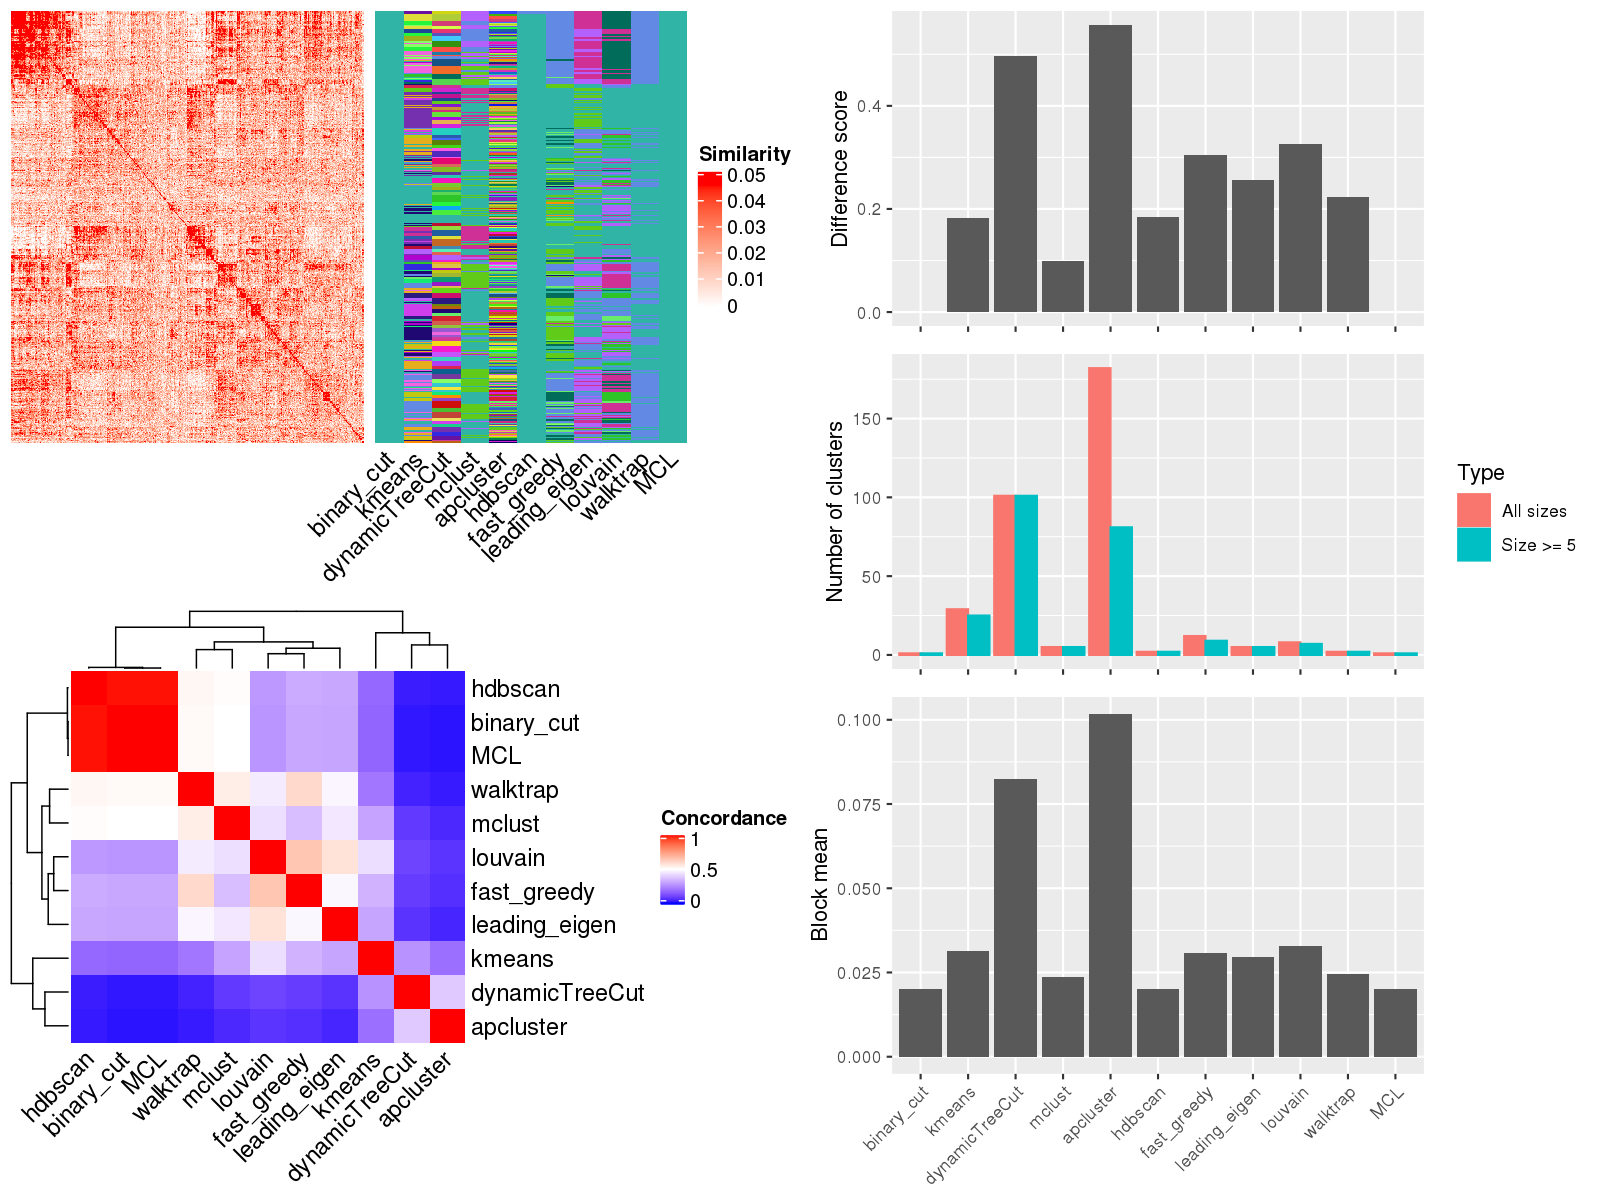 Similarity
0.05
0.04
0.03
0.02
0.01
0
binary_cut
kmeans
dynamicTreeCut
mclust
apcluster
hdbscan
fast_greedy
leading_eigen
louvain
walktrap
MCL
hdbscan
binary_cut
MCL
walktrap
mclust
louvain
fast_greedy
leading_eigen
kmeans
dynamicTreeCut
apcluster
Concordance
1
0.5
0
hdbscan
binary_cut
MCL
walktrap
mclust
louvain
fast_greedy
leading_eigen
kmeans
dynamicTreeCut
apcluster
Difference score
0.4
0.2
0.0
Number of clusters
150
100
50
0
Type
All sizes
Size >= 5
Block mean
0.100
0.075
0.050
0.025
0.000
binary_cut
kmeans
dynamicTreeCut
mclust
apcluster
hdbscan
fast_greedy
leading_eigen
louvain
walktrap
MCL